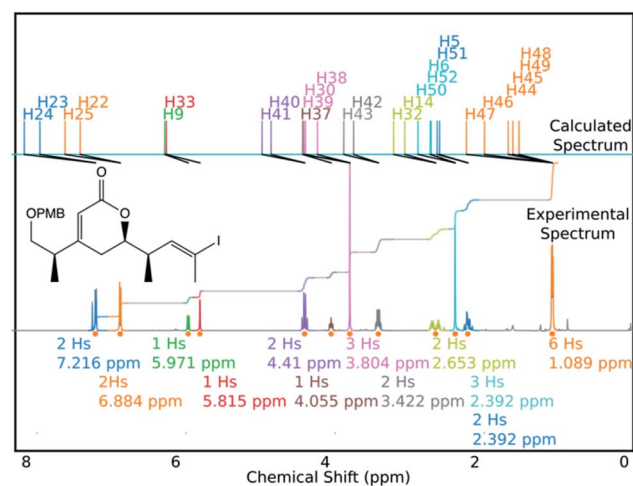 H5
H51
H6
H52
H50
H48
H49
H45
H44
H46
H47
H38
H30
H39
H37
H42
H43
H14
H32
H40
H41
H33
H9
H23
H24
H22
H25
Calculated
Spectrum
Experimental
Spectrum
O
O
OPMB
I
I
2 Hs
7.216 ppm
2Hs
6.884 ppm
1 Hs
5.971 ppm
1 Hs
5.815 ppm
2 Hs
4.41 ppm
1 Hs
4.055 ppm
3 Hs
3.804 ppm
2 Hs
3.422 ppm
2 Hs
2.653 ppm
3 Hs
2.392 ppm
2 Hs
2.392 ppm
6 Hs
1.089 ppm
8 6 4 2 0
Chemical Shift (ppm)